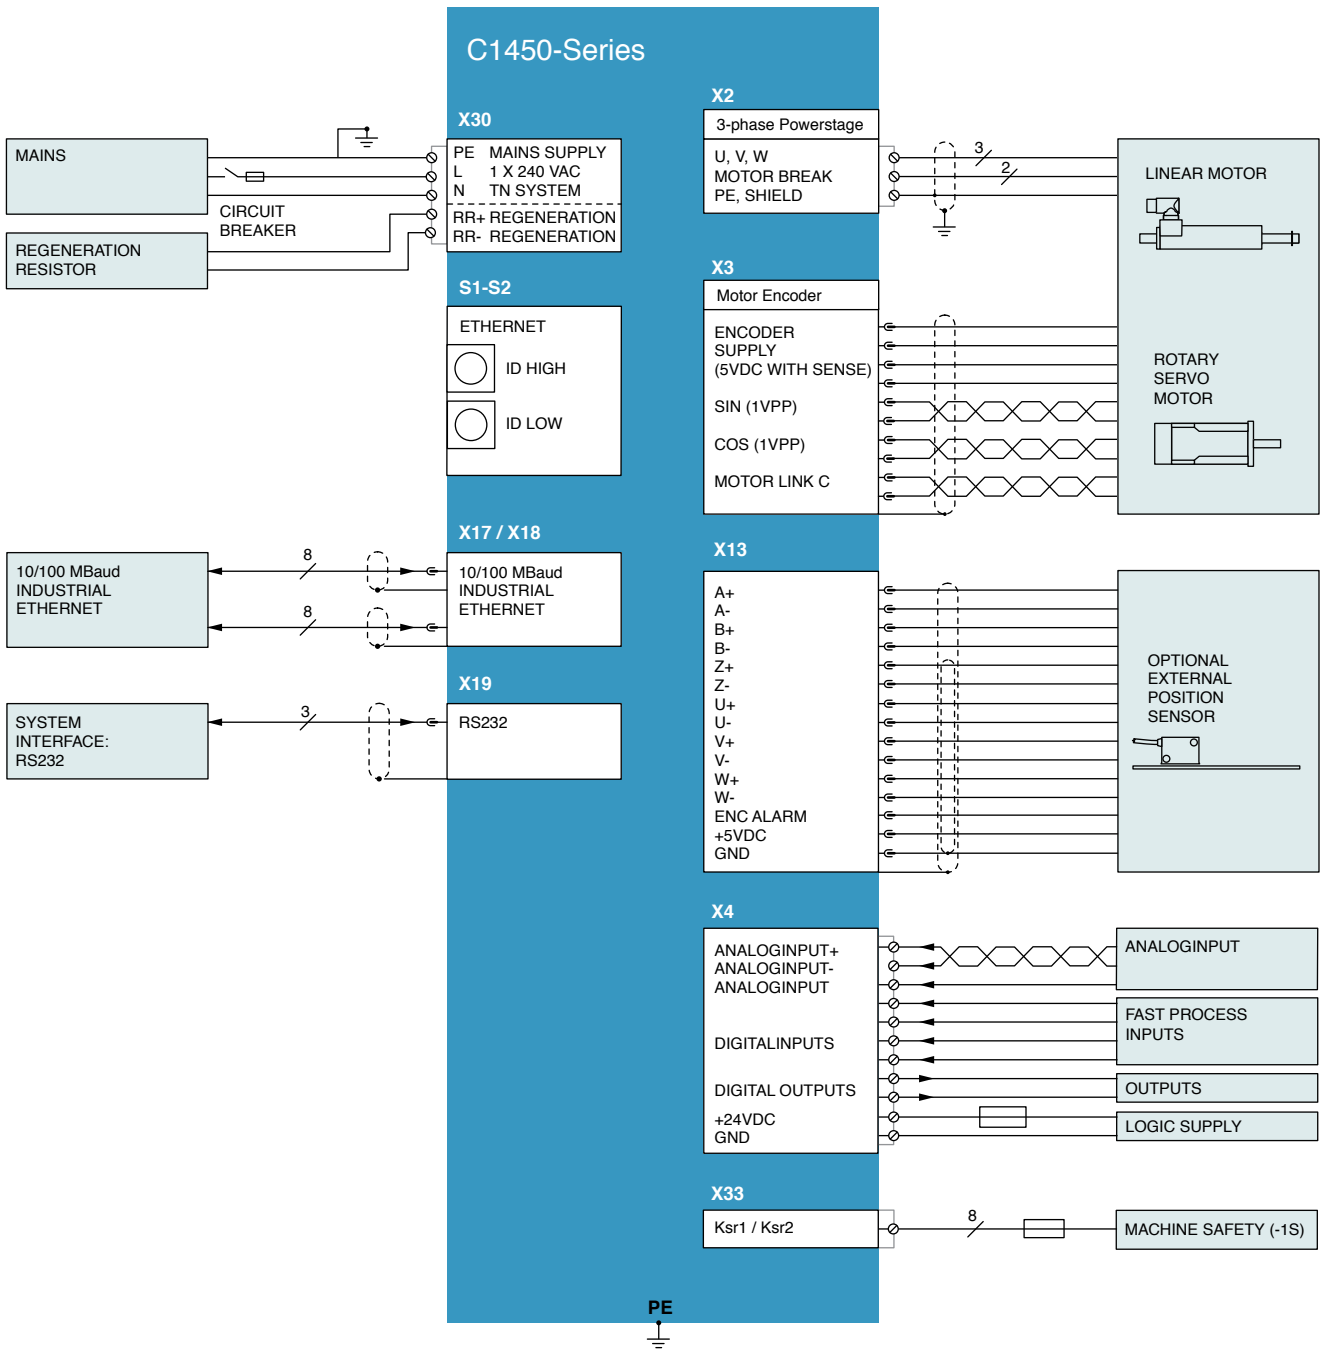 C1450-Series
X30
MAINS
PE MAINS SUPPLY
L 1 X 240 VAC
N TN SYSTEM
RR+ REGENERATION
RR- REGENERATION
CIRCUIT
BREAKER
REGENERATION
RESISTOR
S1-S2
ETHERNET
ID HIGH
ID LOW
X17 / X18
10/100 MBaud
INDUSTRIAL
ETHERNET
8
8
10/100 MBaud
INDUSTRIAL
ETHERNET
X19
SYSTEM
INTERFACE:
RS232
3
RS232
X2
3-phase Powerstage
U, V, W
MOTOR BREAK
PE, SHIELD
3
2
LINEAR MOTOR
X3
Motor Encoder
ENCODER
SUPPLY
(5VDC WITH SENSE)
SIN (1VPP)
COS (1VPP)
MOTOR LINK C
ROTARY
SERVO
MOTOR
X13
A+
A-
B+
B-
Z+
Z-
U+
U-
V+
V-
W+
W-
ENC ALARM
+5VDC
GND
OPTIONAL
EXTERNAL
POSITION
SENSOR
X4
ANALOGINPUT+
ANALOGINPUT-
ANALOGINPUT
DIGITALINPUTS
DIGITAL OUTPUTS
+24VDC
GND
ANALOGINPUT
FAST PROCESS
INPUTS
OUTPUTS
LOGIC SUPPLY
X33
Ksr1 / Ksr2
8
MACHINE SAFETY (-1S)
PE